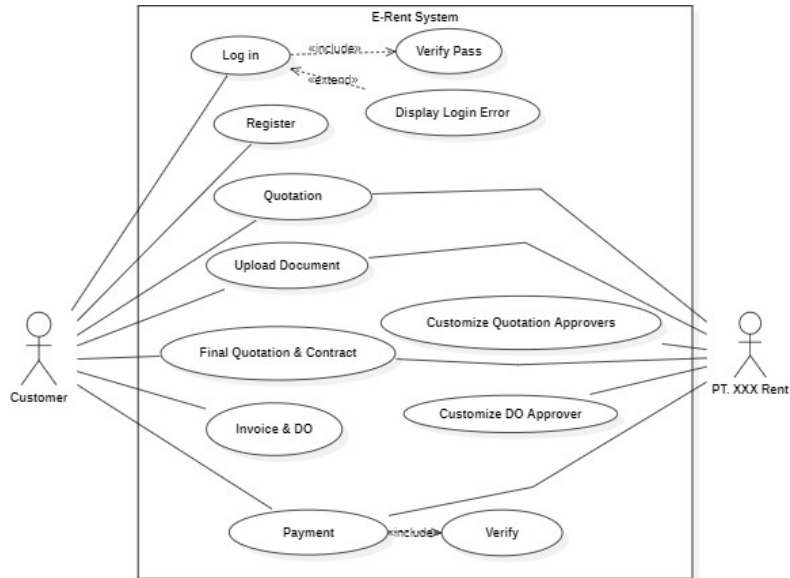 E-Rent System
Log in
«include»
Verify Pass
«extend»
Display Login Error
Register
Quotation
Upload Document
Customize Quotation Approvers
Final Quotation & Contract
Customer
PT. XXX Rent
Customize DO Approver
Invoice & DO
Payment
«include»
Verify